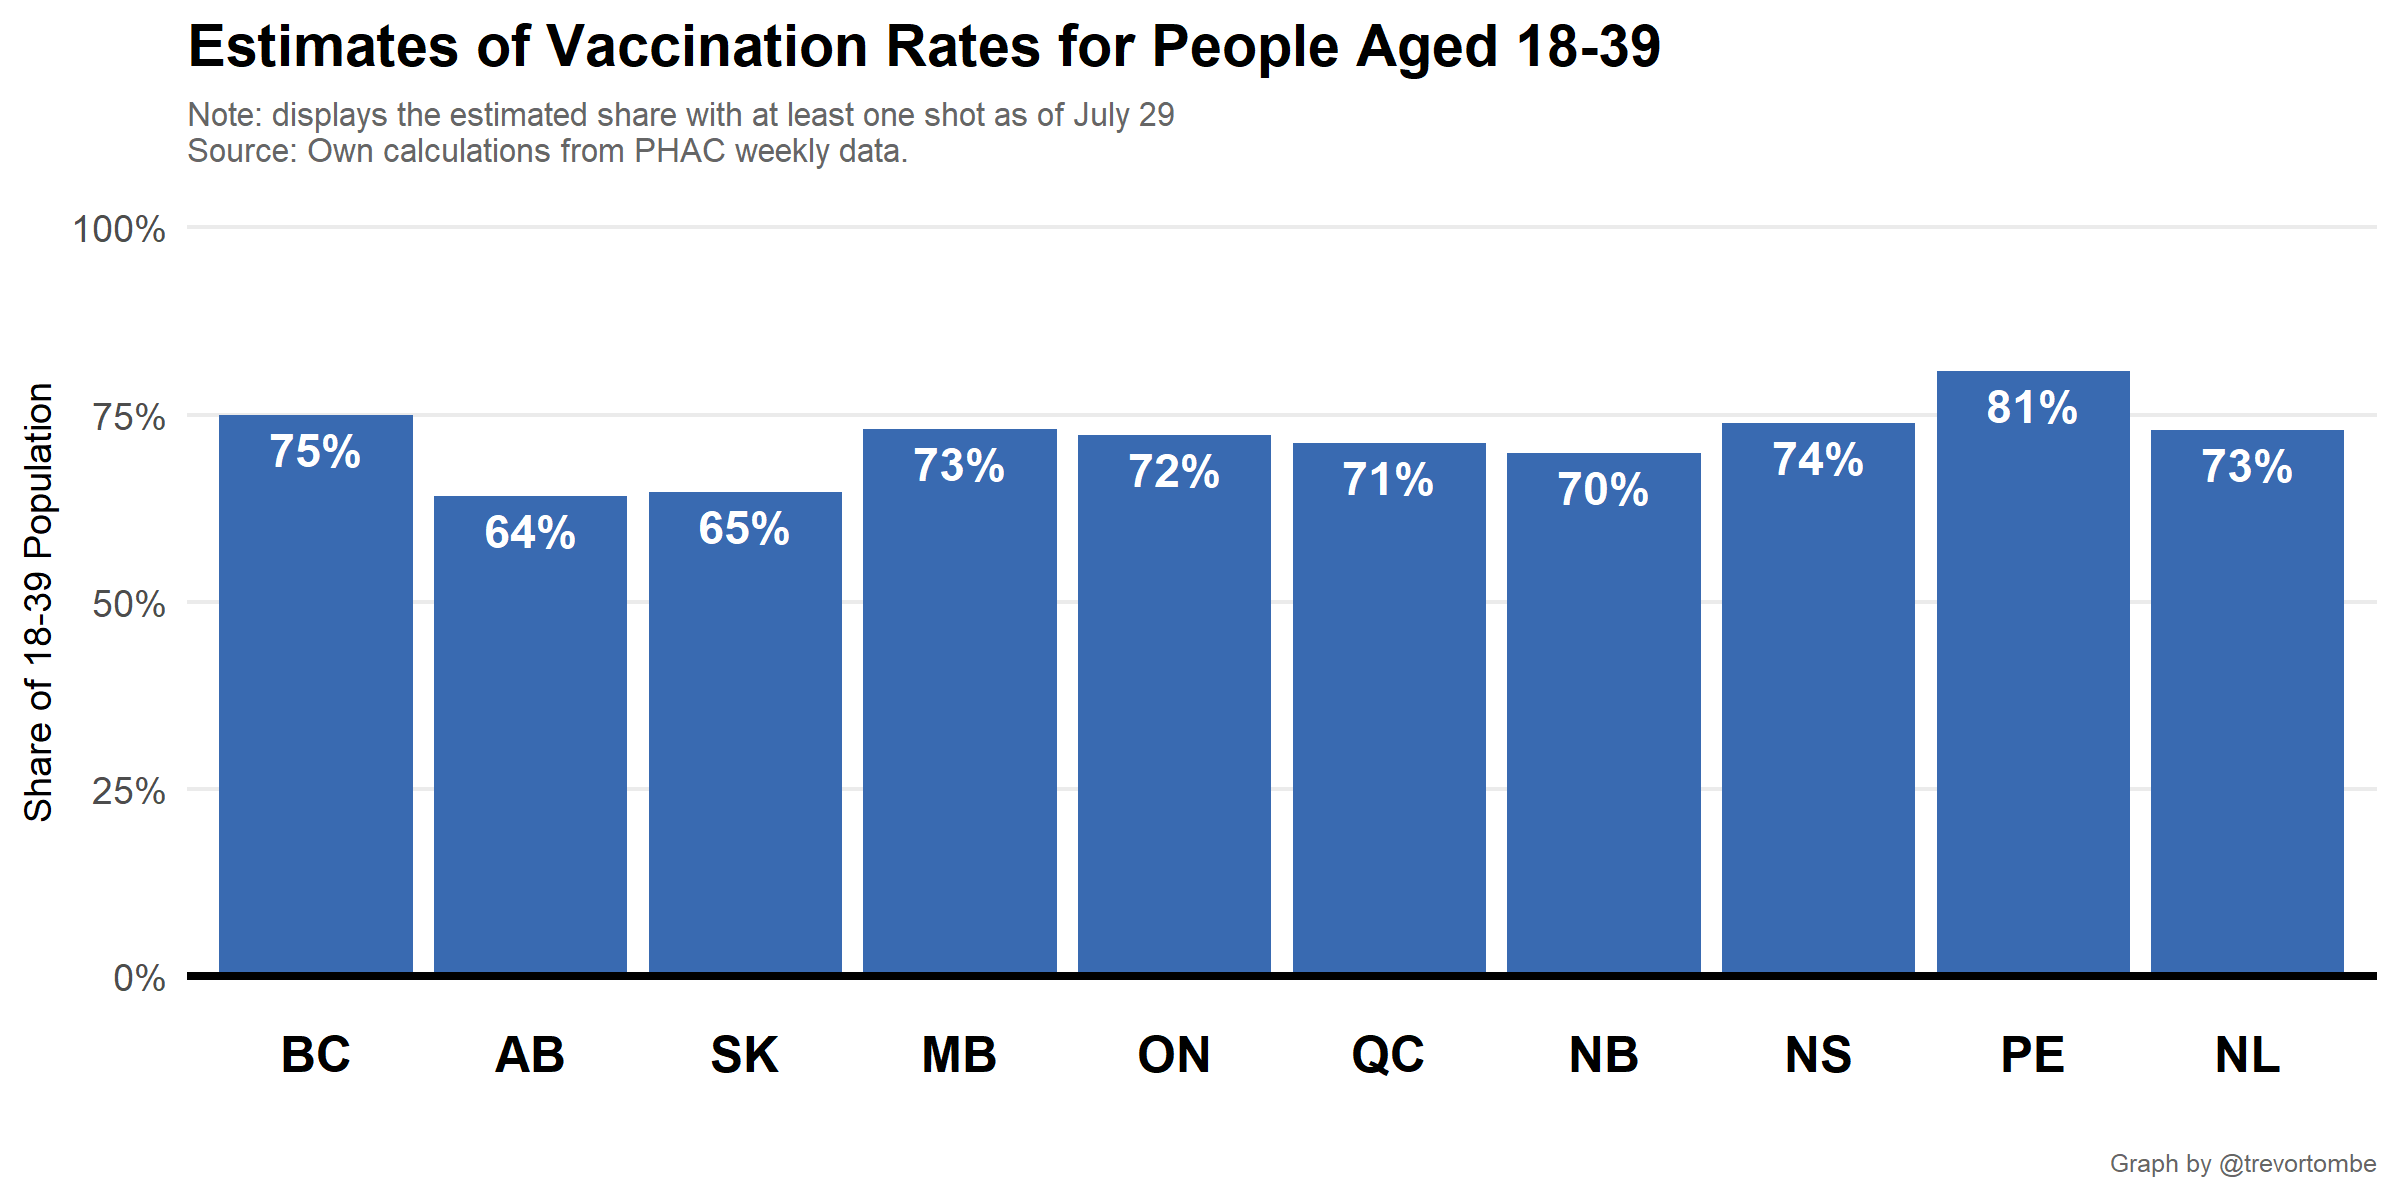 Estimates of Vaccination Rates for People Aged 18-39
Note: displays the estimated share with at least one shot as of July 29
Source: Own calculations from PHAC weekly data.
Share of 18-39 Population
100%
75%
50%
25%
0%
75%
64%
65%
73%
72%
71%
70%
74%
81%
73%
BC
AB
SK
MB
ON
QC
NB
NS
PE
NL
Graph by @trevortombe